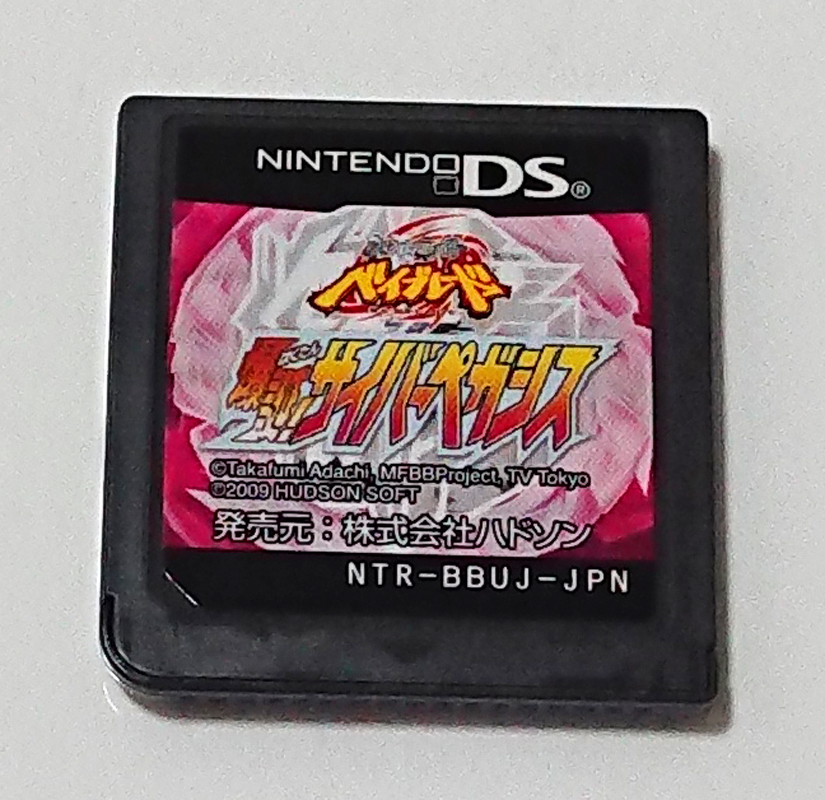 NINTENDO DS®
ベイブレード
爆誕!サイバーペガシス
©Takafumi Adachi, MFBBProject, TV Tokyo
©2009 HUDSON SOFT
発売元：株式会社ハドソン
NTR-BBUJ-JPN